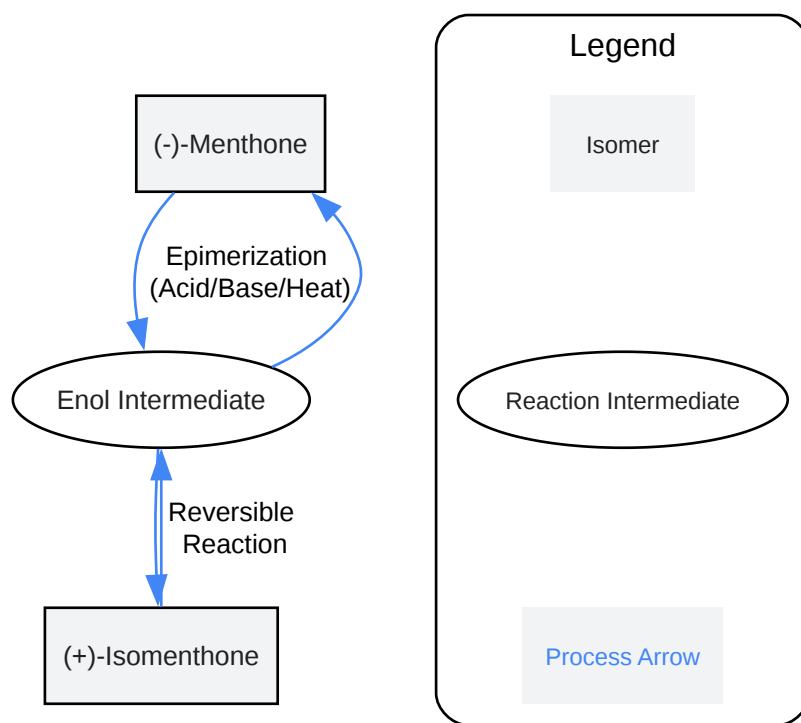 Legend
(-)-Menthone
Isomer
Epimerization
(Acid/Base/Heat)
Enol Intermediate
Reaction Intermediate
Reversible
Reaction
(+)-Isomenthone
Process Arrow